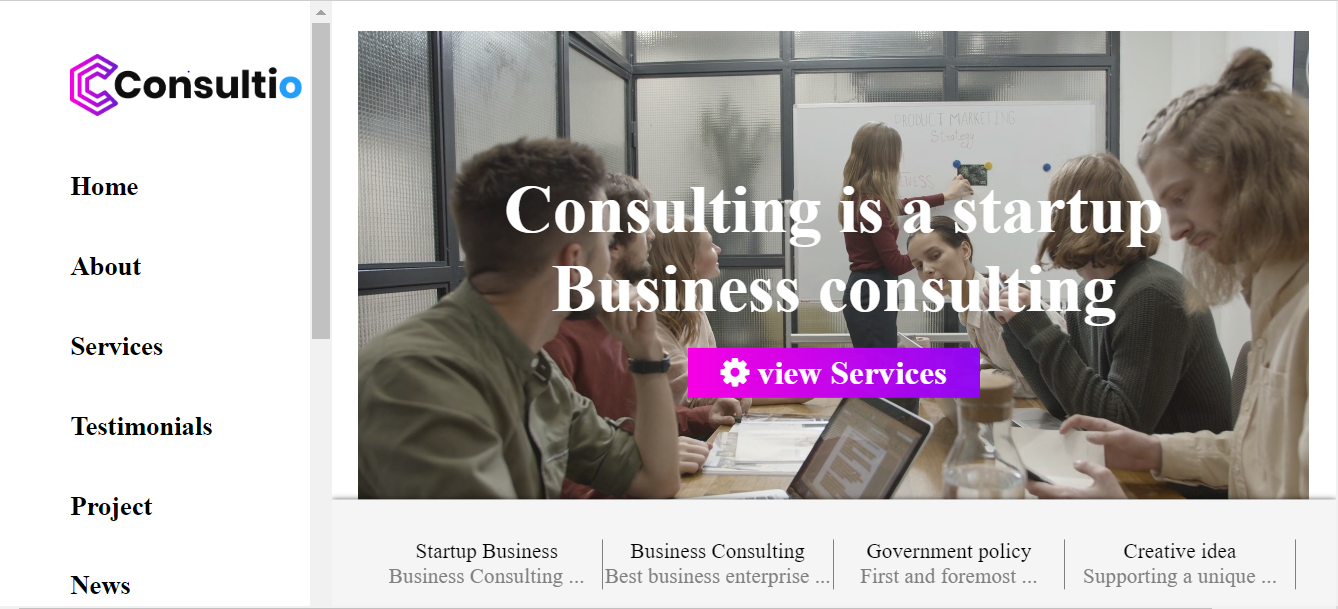 Consultio
Home
About
Services
Testimonials
Project
News
PRODUCT MARKETING
Strategy
Consulting is a startup
Business consulting
view Services
Startup Business
Business Consulting ...
Business Consulting
Best business enterprise ...
Government policy
First and foremost ...
Creative idea
Supporting a unique ...